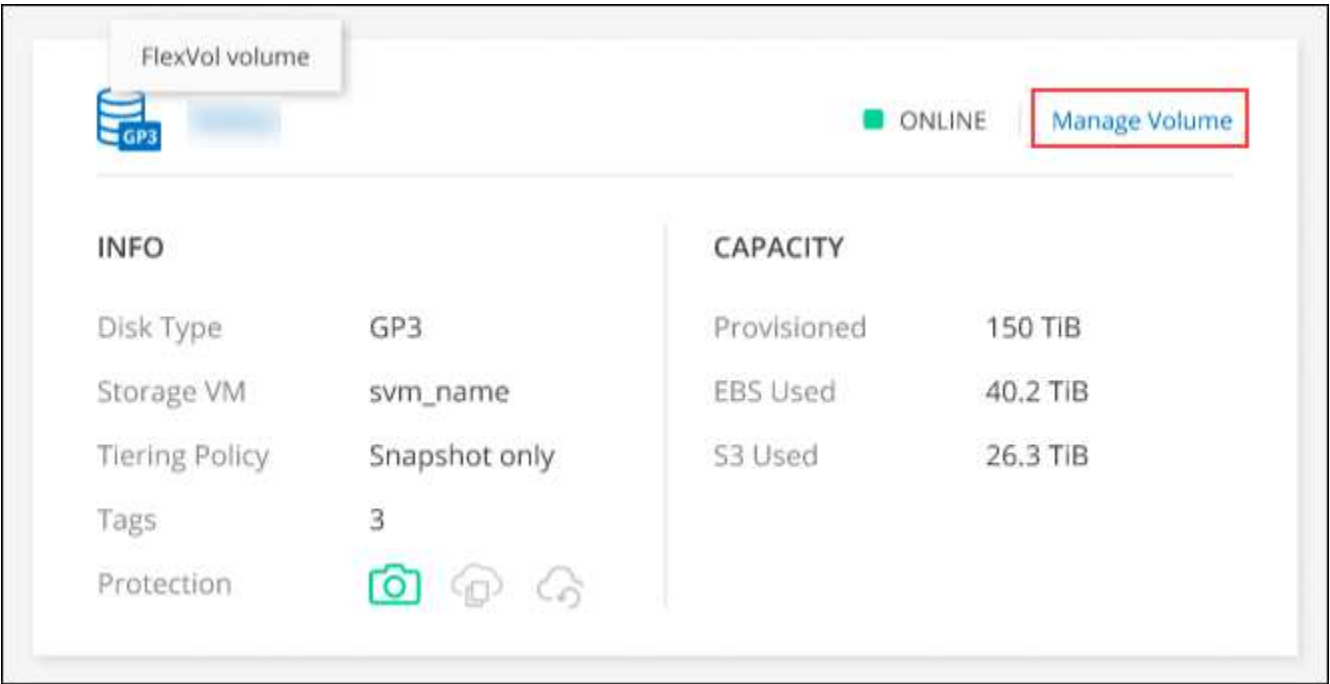 FlexVol volume
GP3
ONLINE
Manage Volume
INFO
Disk Type GP3
Storage VM svm_name
Tiering Policy Snapshot only
Tags 3
Protection
CAPACITY
Provisioned 150 TiB
EBS Used 40.2 TiB
S3 Used 26.3 TiB